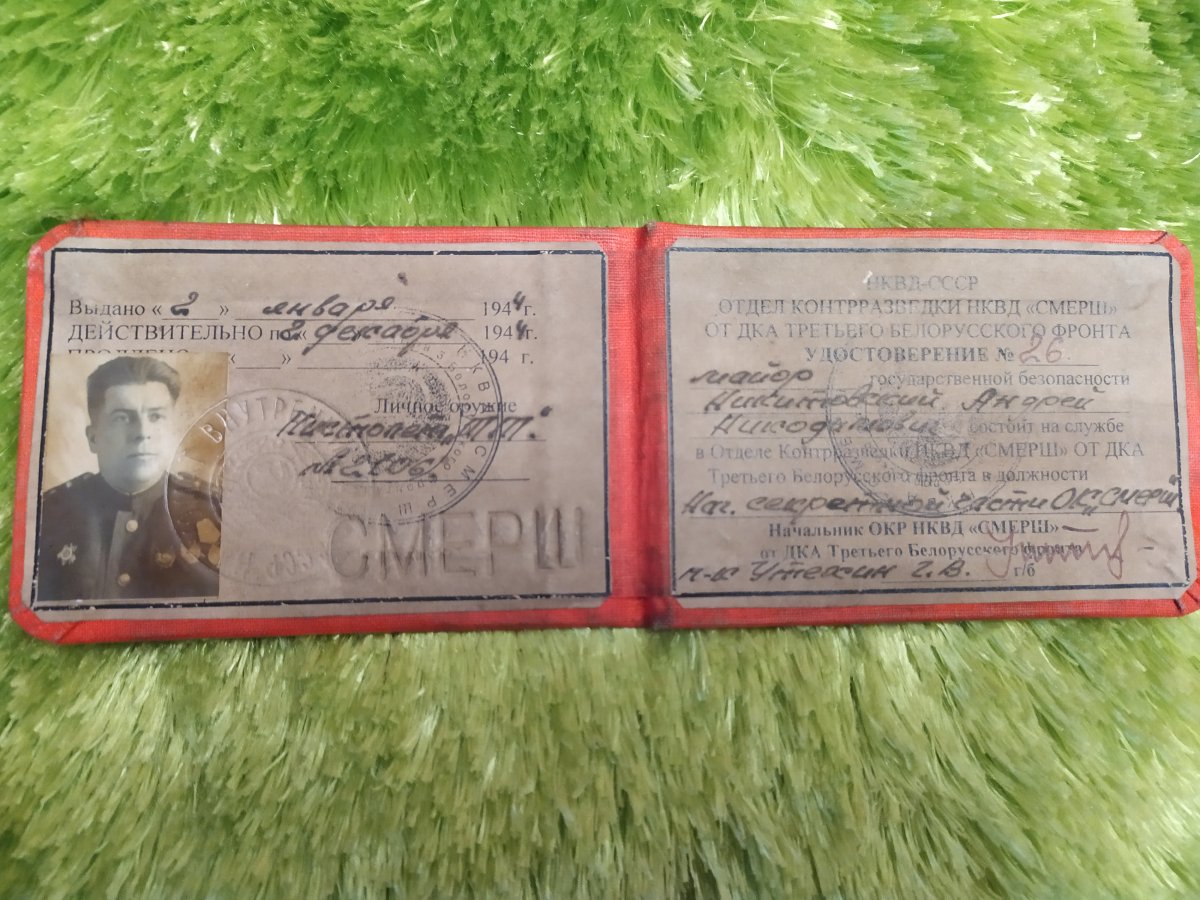 Выдано « 2 » января 1944 г.
ДЕЙСТВИТЕЛЬНО по « 2 декабря 1944 г.
ПРОДЛЕНО « » 194 г.
Личное оружие
Пистолет „Т.Т."
СМЕРШ
НКВД-СССР
ОТДЕЛ КОНТРРАЗВЕДКИ НКВД «СМЕРШ»
ОТ ДКА ТРЕТЬЕГО БЕЛОРУССКОГО ФРОНТА
УДОСТОВЕРЕНИЕ № 26
майор государственной безопасности
Никитовский Андрей
Никодимович состоит на службе
в Отделе Контрразведки НКВД «СМЕРШ» ОТ ДКА
Третьего Белорусского фронта в должности
Нач. секретной части ОКР „СМЕРШ"
Начальник ОКР НКВД «СМЕРШ»
от ДКА Третьего Белорусского фронта
п-к Утехин Г.В. г/б